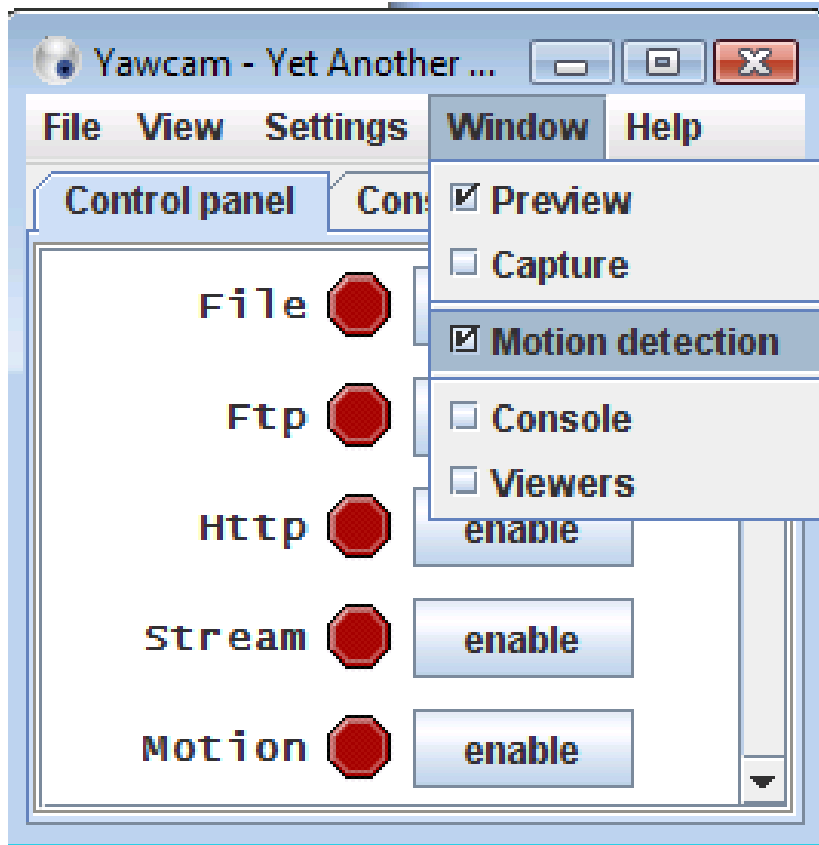 Yawcam - Yet Another ...
File View Settings Window Help
Control panel
Preview
Capture
Motion detection
Console
Viewers
File
Ftp
Http enable
Stream enable
Motion enable